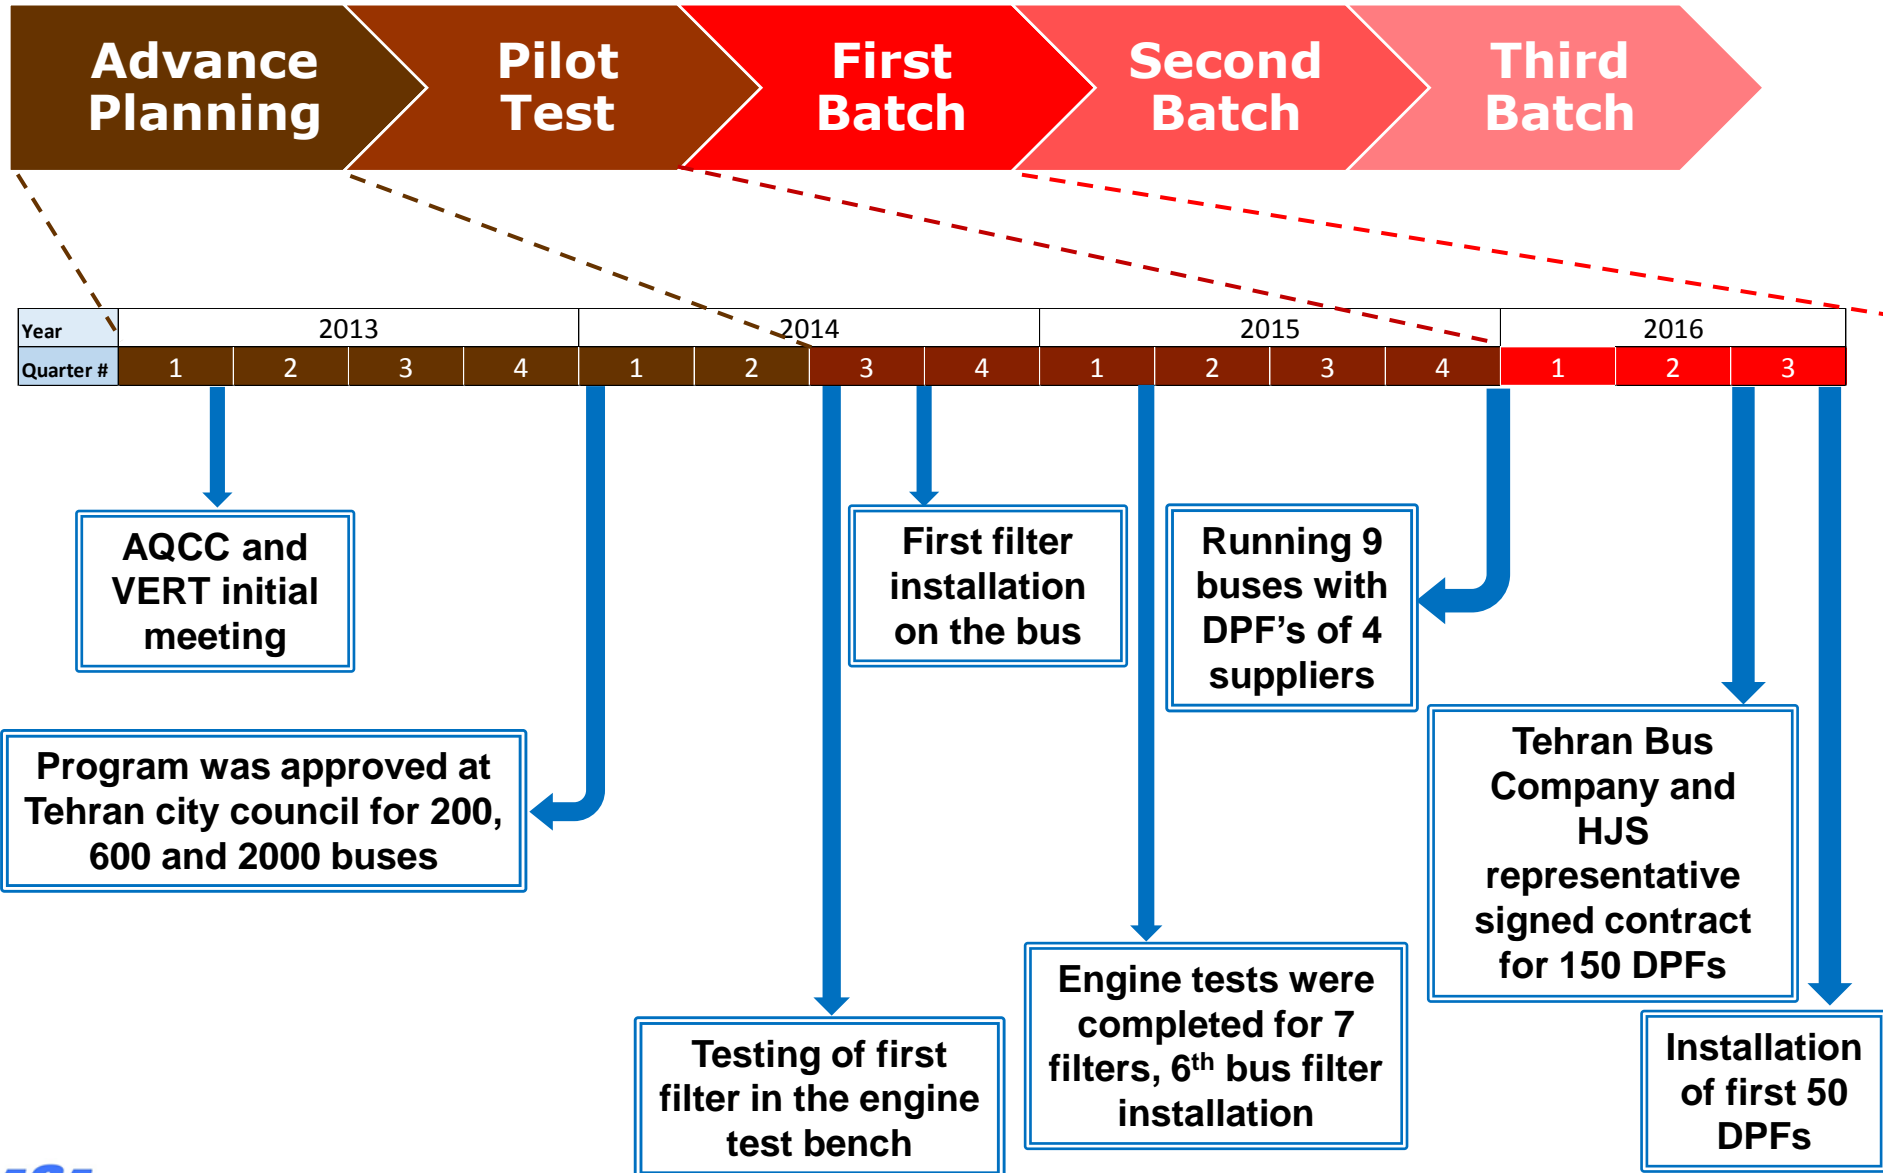 Advance
Planning
Pilot
Test
First
Batch
Second
Batch
Third
Batch
Year 2013 2014 2015 2016
Quarter # 1 2 3 4 1 2 3 4 1 2 3 4 1 2 3
AQCC and
VERT initial
meeting
Program was approved at
Tehran city council for 200,
600 and 2000 buses
Testing of first
filter in the engine
test bench
First filter
installation
on the bus
Engine tests were
completed for 7
filters, 6th bus filter
installation
Running 9
buses with
DPF’s of 4
suppliers
Tehran Bus
Company and
HJS
representative
signed contract
for 150 DPFs
Installation
of first 50
DPFs